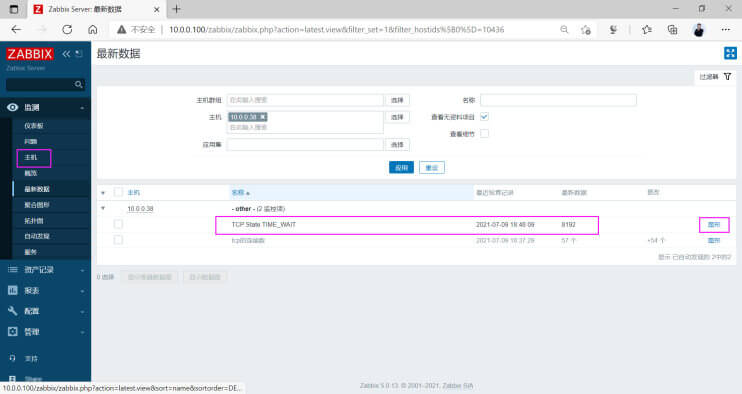 Zabbix Server: 最新数据
不安全 | 10.0.0.100/zabbix/zabbix.php?action=latest.view&filter_set=1&filter_hostids%5B0%5D=10436
ZABBIX
Zabbix Server
最新数据
过滤器
主机群组 在此输入搜索 选择 名称
主机 10.0.0.38 选择 查看无资料项目
在此输入搜索 查看细节
应用集 选择
应用 重设
监测
仪表板
问题
主机
概览
最新数据
聚合图形
拓扑图
自动发现
服务
资产记录
报表
配置
管理
支持
Share
主机 名称 最近检查记录 最新数据 更改
10.0.0.38 - other - (2 监控项)
TCP State TIME_WAIT 2021-07-09 18:40:09 8192 图形
tcp的连接数 2021-07-09 18:37:29 57 个 +54 个 图形
显示 已自动发现的 2中的2
0 选择 显示堆叠数据图 显示数据图
Zabbix 5.0.13. © 2001–2021, Zabbix SIA
10.0.0.100/zabbix/zabbix.php?action=latest.view&sort=name&sortorder=DE...